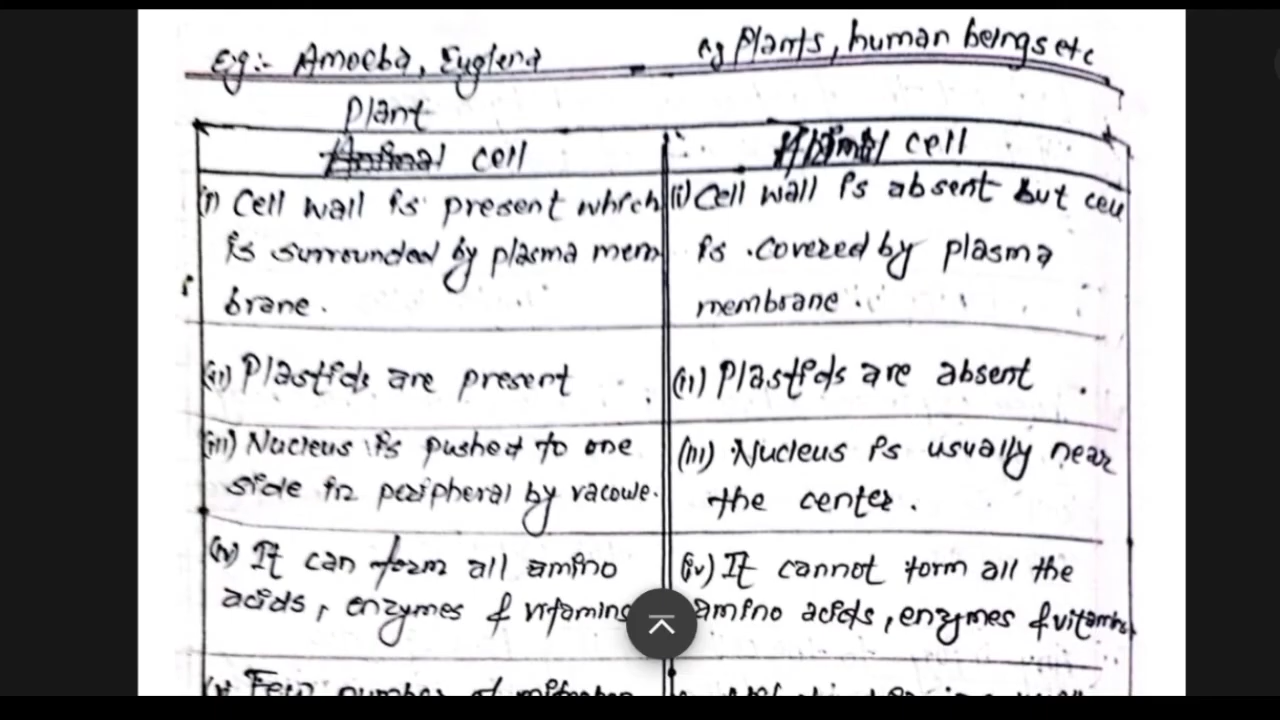 eg:- Amoeba, Euglena
eg Plants, human beings etc
Plant
Animal cell
Animal cell
(i) Cell wall is present which
is surrounded by plasma mem
brane.
(i) Cell wall is absent but cell
is covered by plasma
membrane.
(ii) Plastids are present
(ii) Plastids are absent
(iii) Nucleus is pushed to one
side in peripheral by vacoule.
(iii) Nucleus is usually near
the center.
(iv) It can form all amino
acids, enzymes & vitamins
(iv) It cannot form all the
amino acids, enzymes & vitamins
(v) Few number of